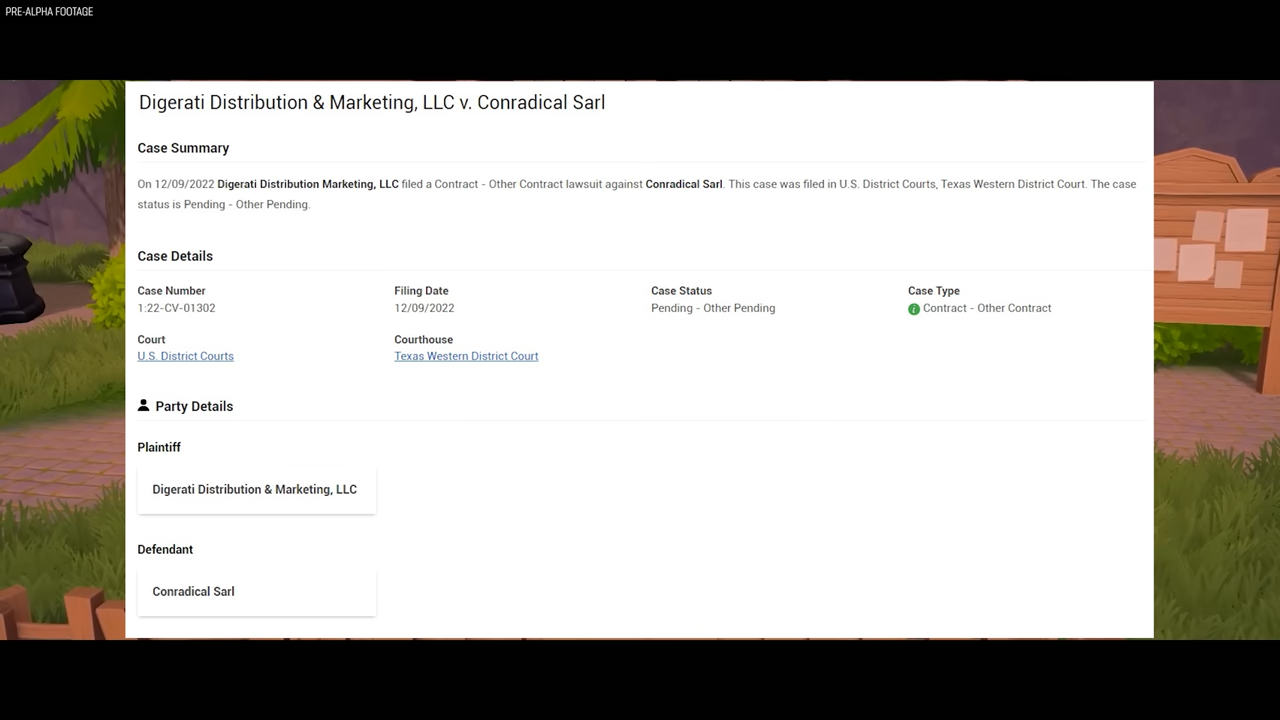 PRE-ALPHA FOOTAGE
Digerati Distribution & Marketing, LLC v. Conradical Sarl
Case Summary
On 12/09/2022 Digerati Distribution Marketing, LLC filed a Contract - Other Contract lawsuit against Conradical Sarl. This case was filed in U.S. District Courts, Texas Western District Court. The case
status is Pending - Other Pending.
Case Details
Case Number Filing Date Case Status Case Type
1:22-CV-01302 12/09/2022 Pending - Other Pending Contract - Other Contract
Court Courthouse
U.S. District Courts Texas Western District Court
Party Details
Plaintiff
Digerati Distribution & Marketing, LLC
Defendant
Conradical Sarl